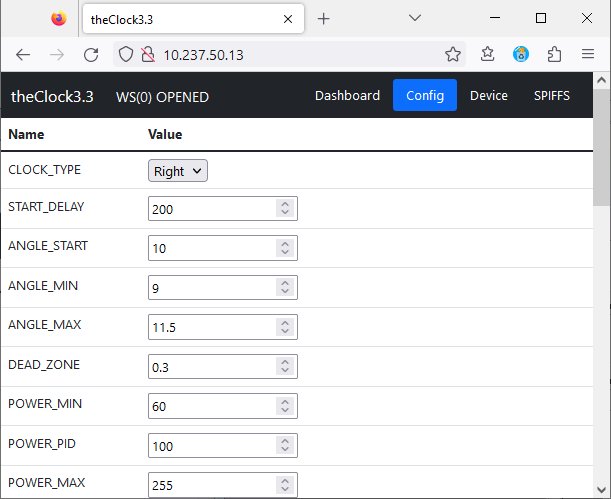 theClock3.3
10.237.50.13
theClock3.3 WS(0) OPENED Dashboard Config Device SPIFFS
Name Value
CLOCK_TYPE Right
START_DELAY 200
ANGLE_START 10
ANGLE_MIN 9
ANGLE_MAX 11.5
DEAD_ZONE 0.3
POWER_MIN 60
POWER_PID 100
POWER_MAX 255